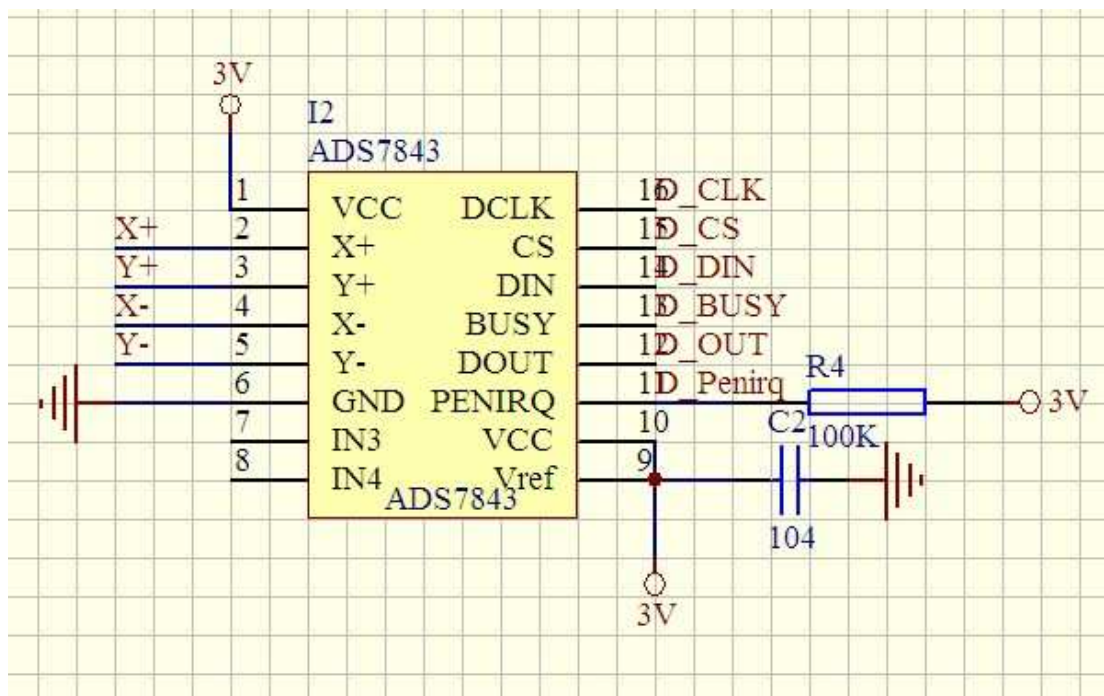 3V
I2
ADS7843
1 VCC DCLK 16 D_CLK
X+ 2 X+ CS 15 D_CS
Y+ 3 Y+ DIN 14 D_DIN
X- 4 X- BUSY 13 D_BUSY
Y- 5 Y- DOUT 12 D_OUT
R4
6 GND PENIRQ 11 D_Penirq 3V
7 IN3 VCC 10 C2 100K
8 IN4 Vref 9
ADS7843
104
3V